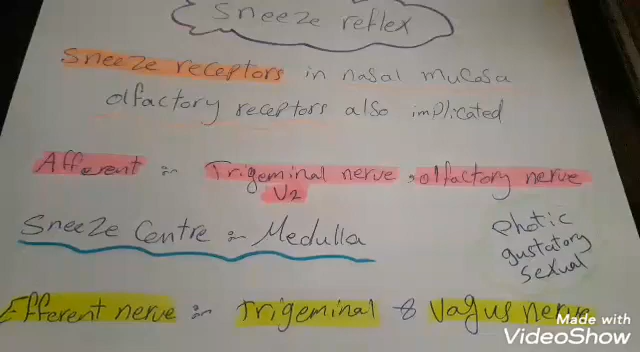 Sneeze reflex
Sneeze receptors in nasal mucosa
olfactory receptors also implicated
Afferent :- Trigeminal nerve, olfactory nerve
V2
Sneeze Centre :- Medulla
photic
gustatory
sexual
Efferent nerve :- Trigeminal & Vagus nerve
Made with
VideoShow